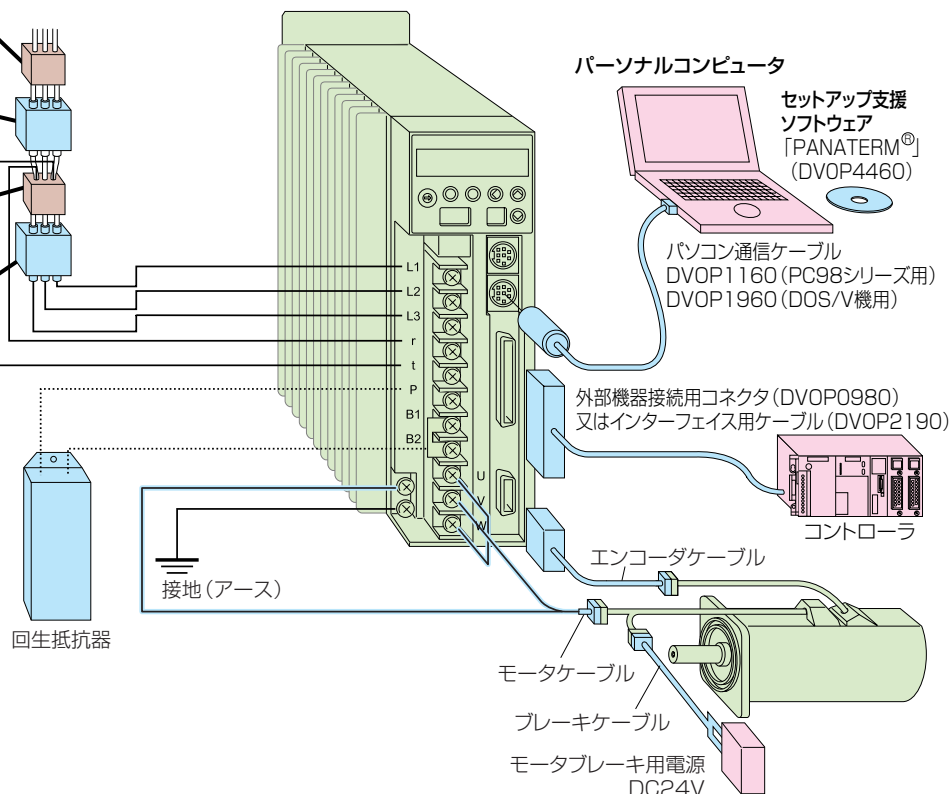 パーソナルコンピュータ
セットアップ支援
ソフトウェア
「PANATERM®」
（DVOP4460）
パソコン通信ケーブル
DVOP1160（PC98シリーズ用）
DVOP1960（DOS/V機用）
L1
L2
L3
r
t
P
B1
B2
U
V
W
外部機器接続用コネクタ（DVOP0980）
又はインターフェイス用ケーブル（DVOP2190）
コントローラ
エンコーダケーブル
接地（アース）
回生抵抗器
モータケーブル
ブレーキケーブル
モータブレーキ用電源
DC24V